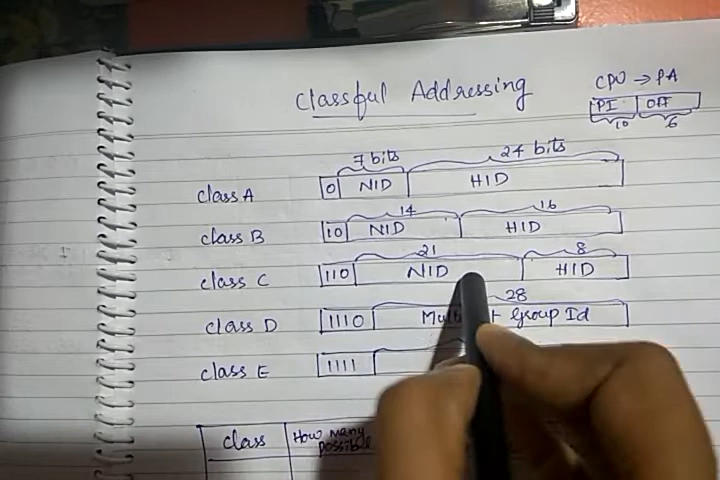 Classful Addressing
CPU → PA
PI Off
10 6
7 bits 24 bits
Class A 0 NID HID
14 16
Class B 10 NID HID
21 8
Class C 110 NID HID
28
Class D 1110 Group Id
Class E 1111
Class How many
possible